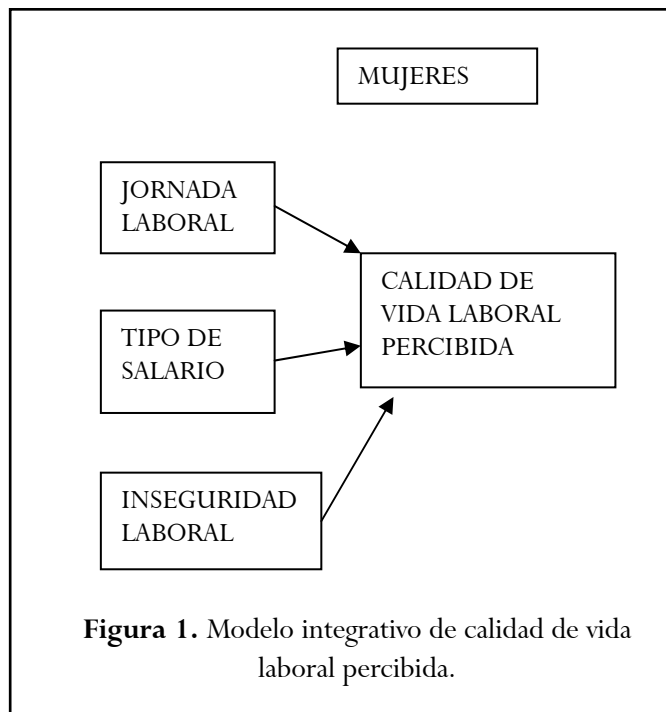 MUJERES
JORNADA
LABORAL
CALIDAD DE
VIDA LABORAL
PERCIBIDA
TIPO DE
SALARIO
INSEGURIDAD
LABORAL
Figura 1. Modelo integrativo de calidad de vida
laboral percibida.